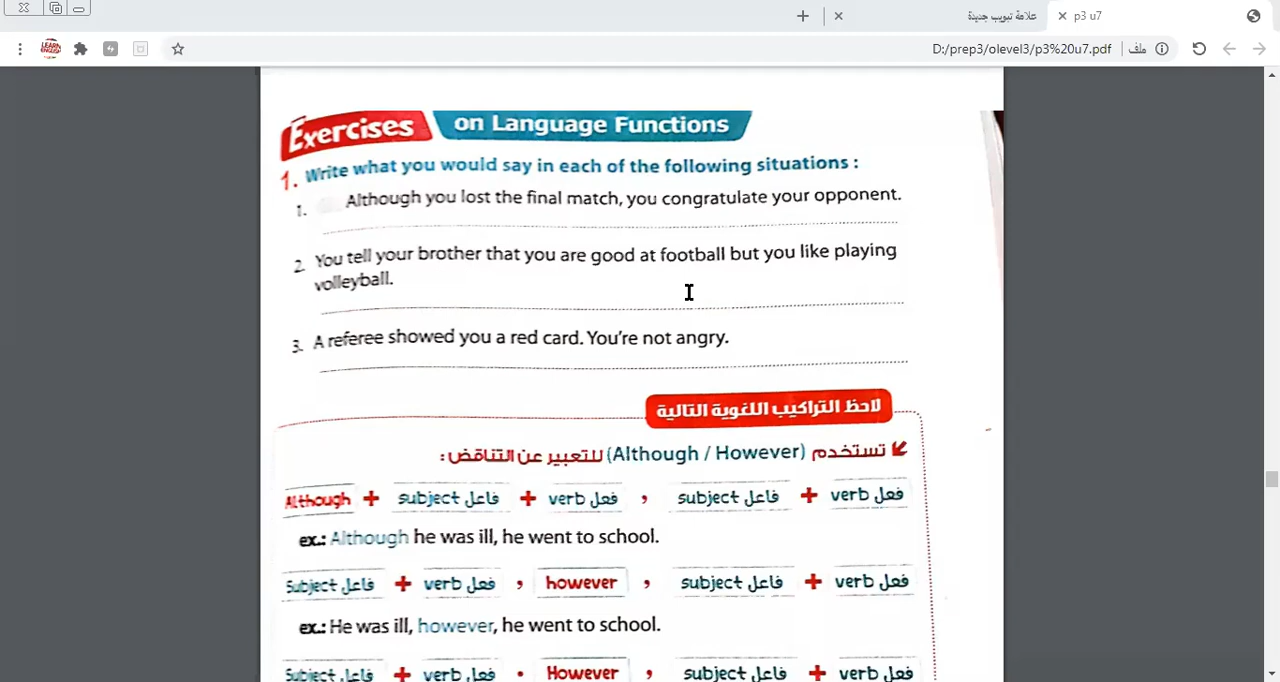 علامة تبويب جديدة
p3 u7
D:/prep3/olevel3/p3%20u7.pdf
ملف
LEARN ENGLISH
Exercises on Language Functions
1. Write what you would say in each of the following situations :
1. Although you lost the final match, you congratulate your opponent.
2. You tell your brother that you are good at football but you like playing
volleyball.
3. A referee showed you a red card. You're not angry.
لاحظ التراكيب اللغوية التالية
تستخدم (Although / However) للتعبير عن التناقض :
Although + subject فاعل + verb فعل , subject فاعل + verb فعل
ex.: Although he was ill, he went to school.
Subject فاعل + verb فعل , however , subject فاعل + verb فعل
ex.: He was ill, however, he went to school.
Subject فاعل + verb فعل . However , subject فاعل + verb فعل